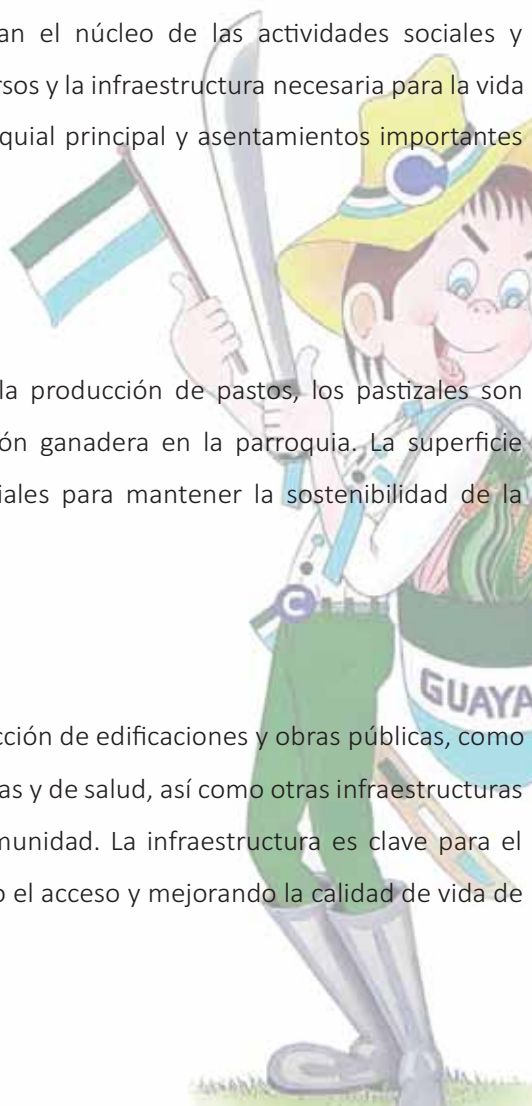 an el núcleo de las actividades sociales y
rsos y la infraestructura necesaria para la vida
quial principal y asentamientos importantes
C
la producción de pastos, los pastizales son
ón ganadera en la parroquia. La superficie
iales para mantener la sostenibilidad de la
C
GUAYA
cción de edificaciones y obras públicas, como
as y de salud, así como otras infraestructuras
munidad. La infraestructura es clave para el
o el acceso y mejorando la calidad de vida de